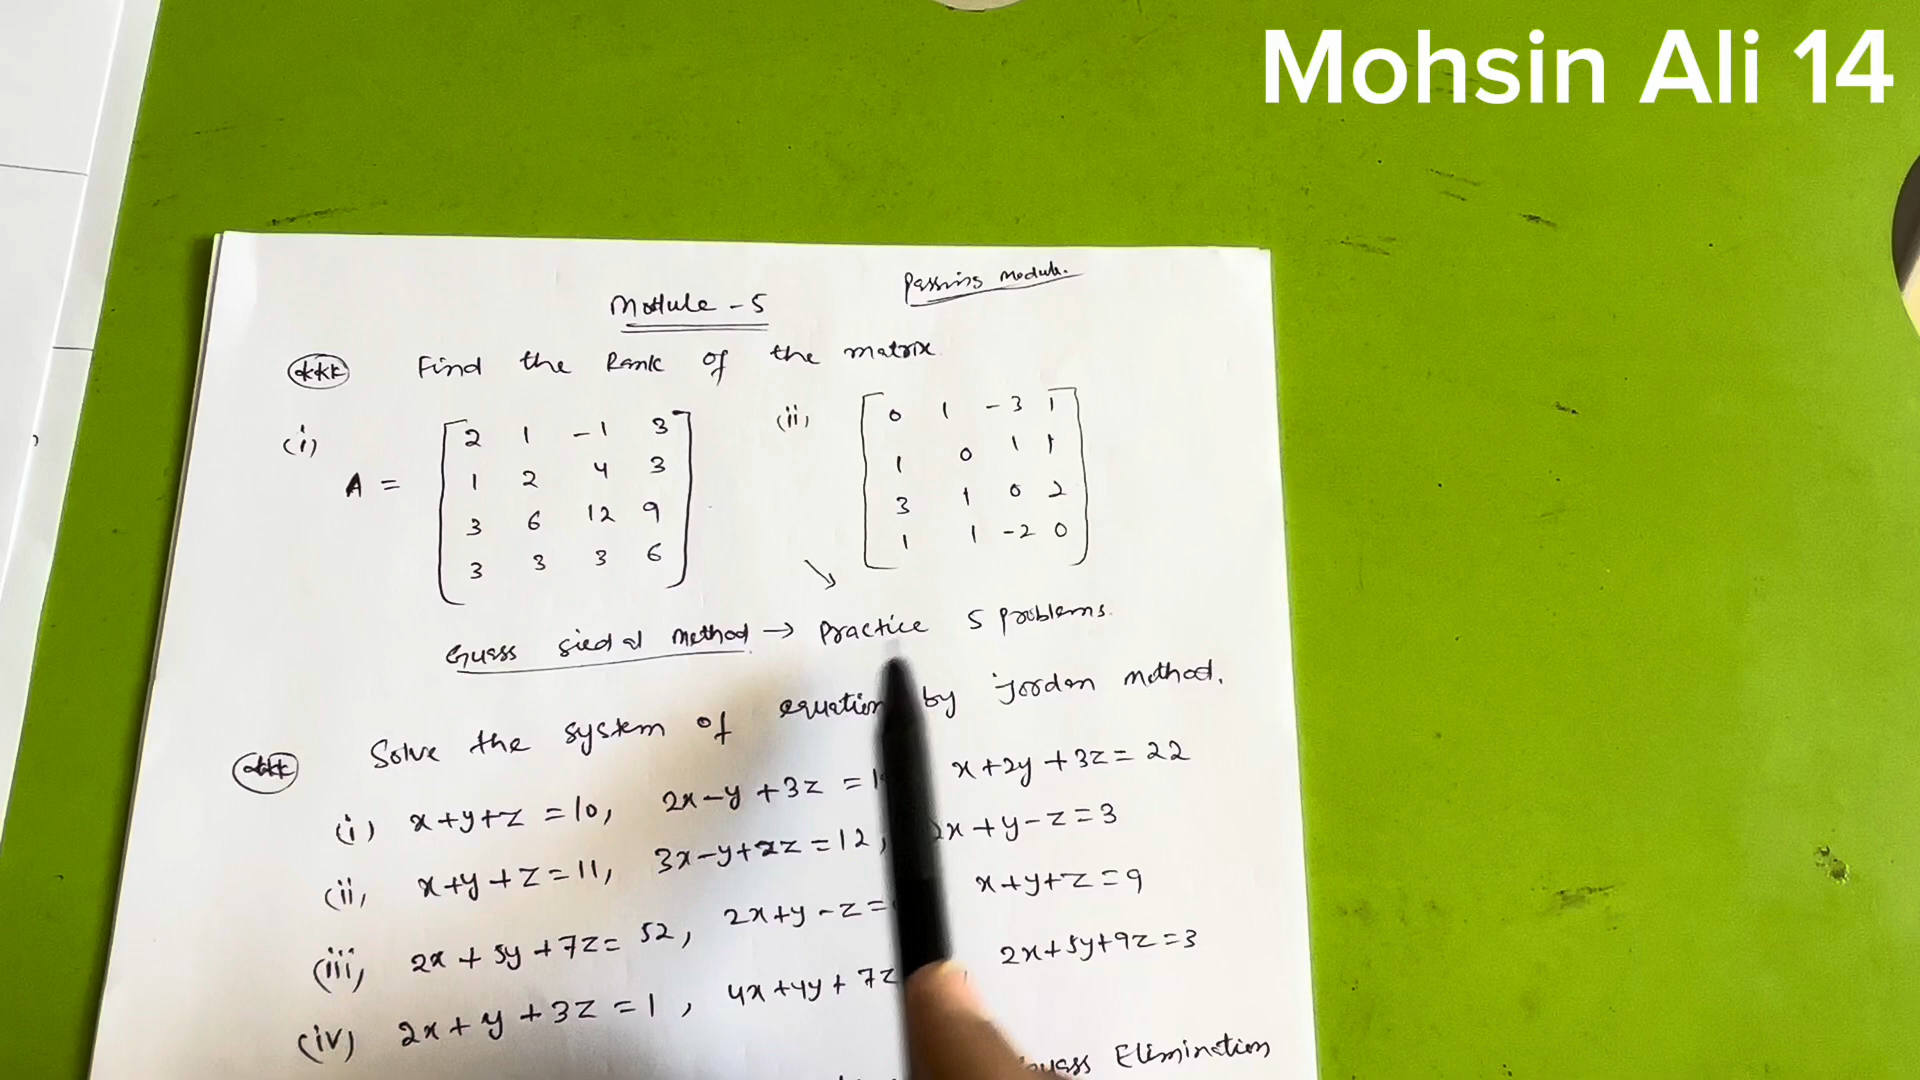 Mohsin Ali 14
Passing module.
Module - 5
Find the Rank of the matrix
(i) A = [ 2 1 -1 3
1 2 4 3
3 6 12 9
3 3 3 6 ]
(ii) [ 0 1 -3 1
1 0 1 1
3 1 0 2
1 1 -2 0 ]
Guass siedal method → Practice 5 problems.
Solve the system of equation by Jordan method.
(i) x+y+z = 10, 2x-y+3z = x+2y+3z = 22
(ii) x+y+z = 11, 3x-y+2z = 12, 2x+y-z = 3
(iii) 2x+5y+7z = 52, 2x+y-z = x+y+z = 9
(iv) 2x+y+3z = 1, 4x+4y+7z 2x+5y+9z = 3
Elimination